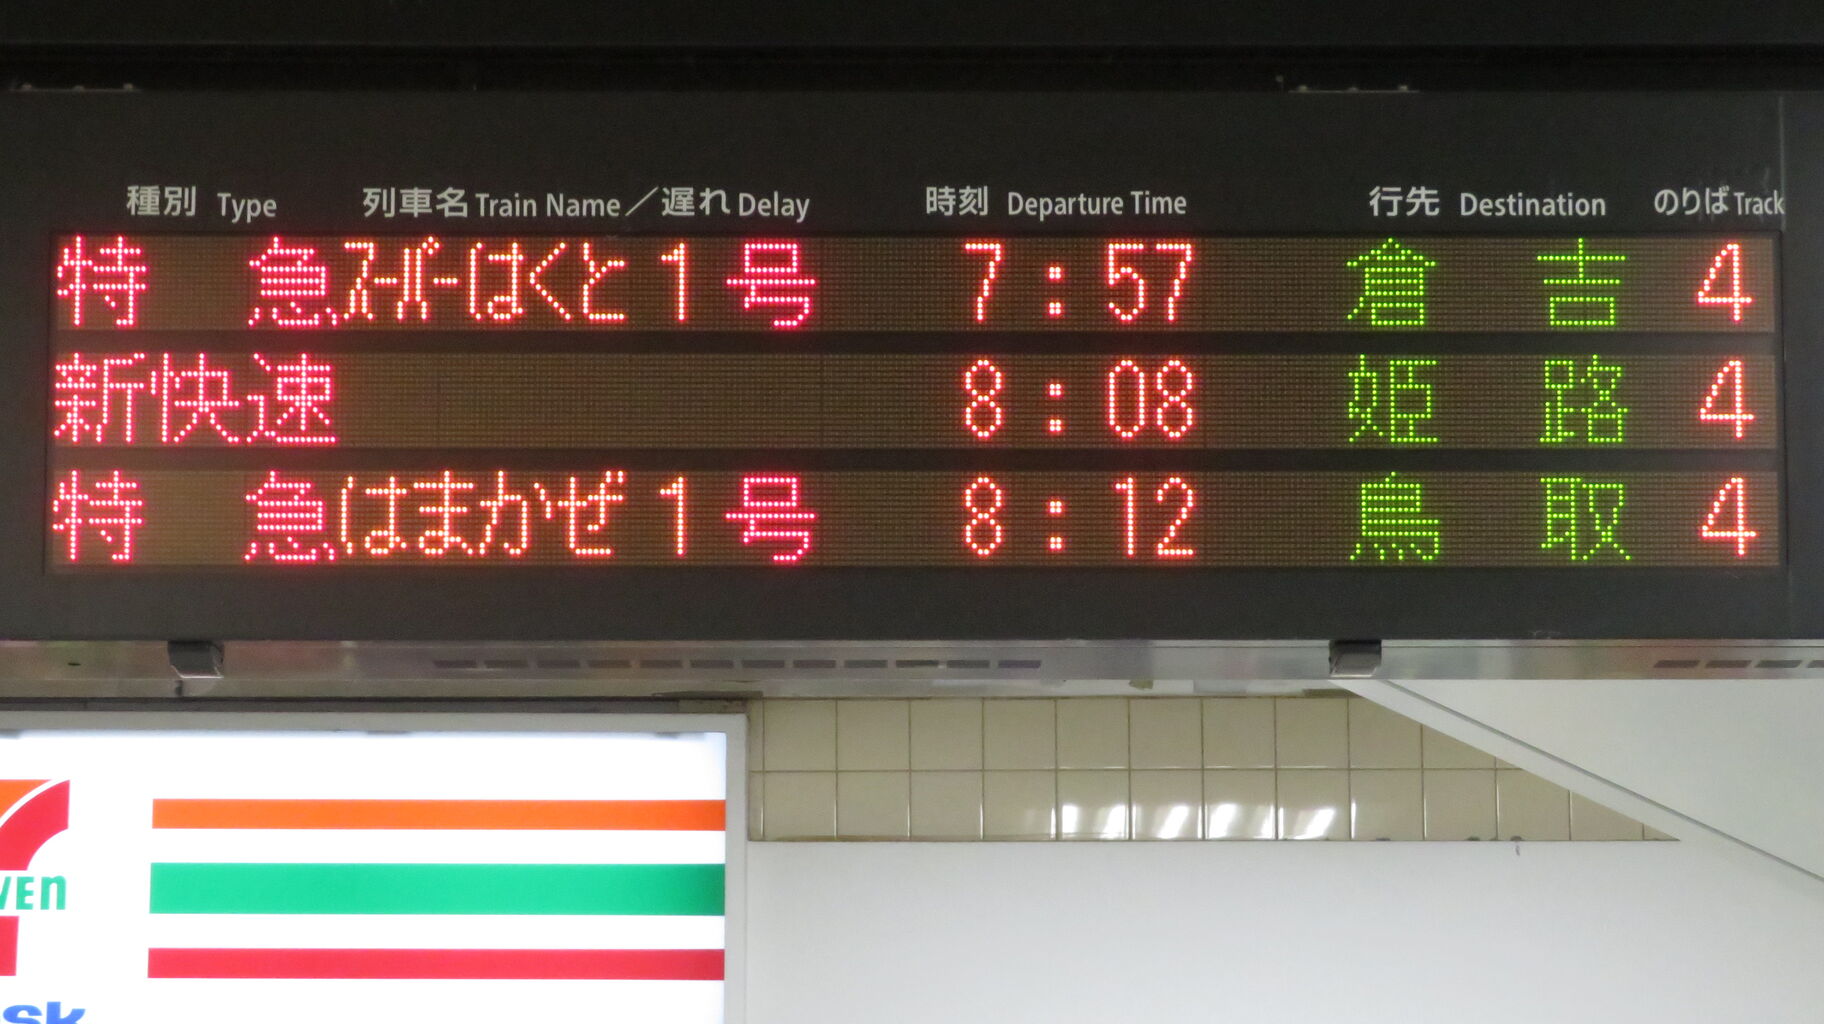 種別 Type 列車名 Train Name／遅れ Delay 時刻 Departure Time 行先 Destination のりば Track
特急 ｽｰﾊﾟｰはくと 1号 7:57 倉吉 4
新快速 8:08 姫路 4
特急 はまかぜ 1号 8:12 鳥取 4